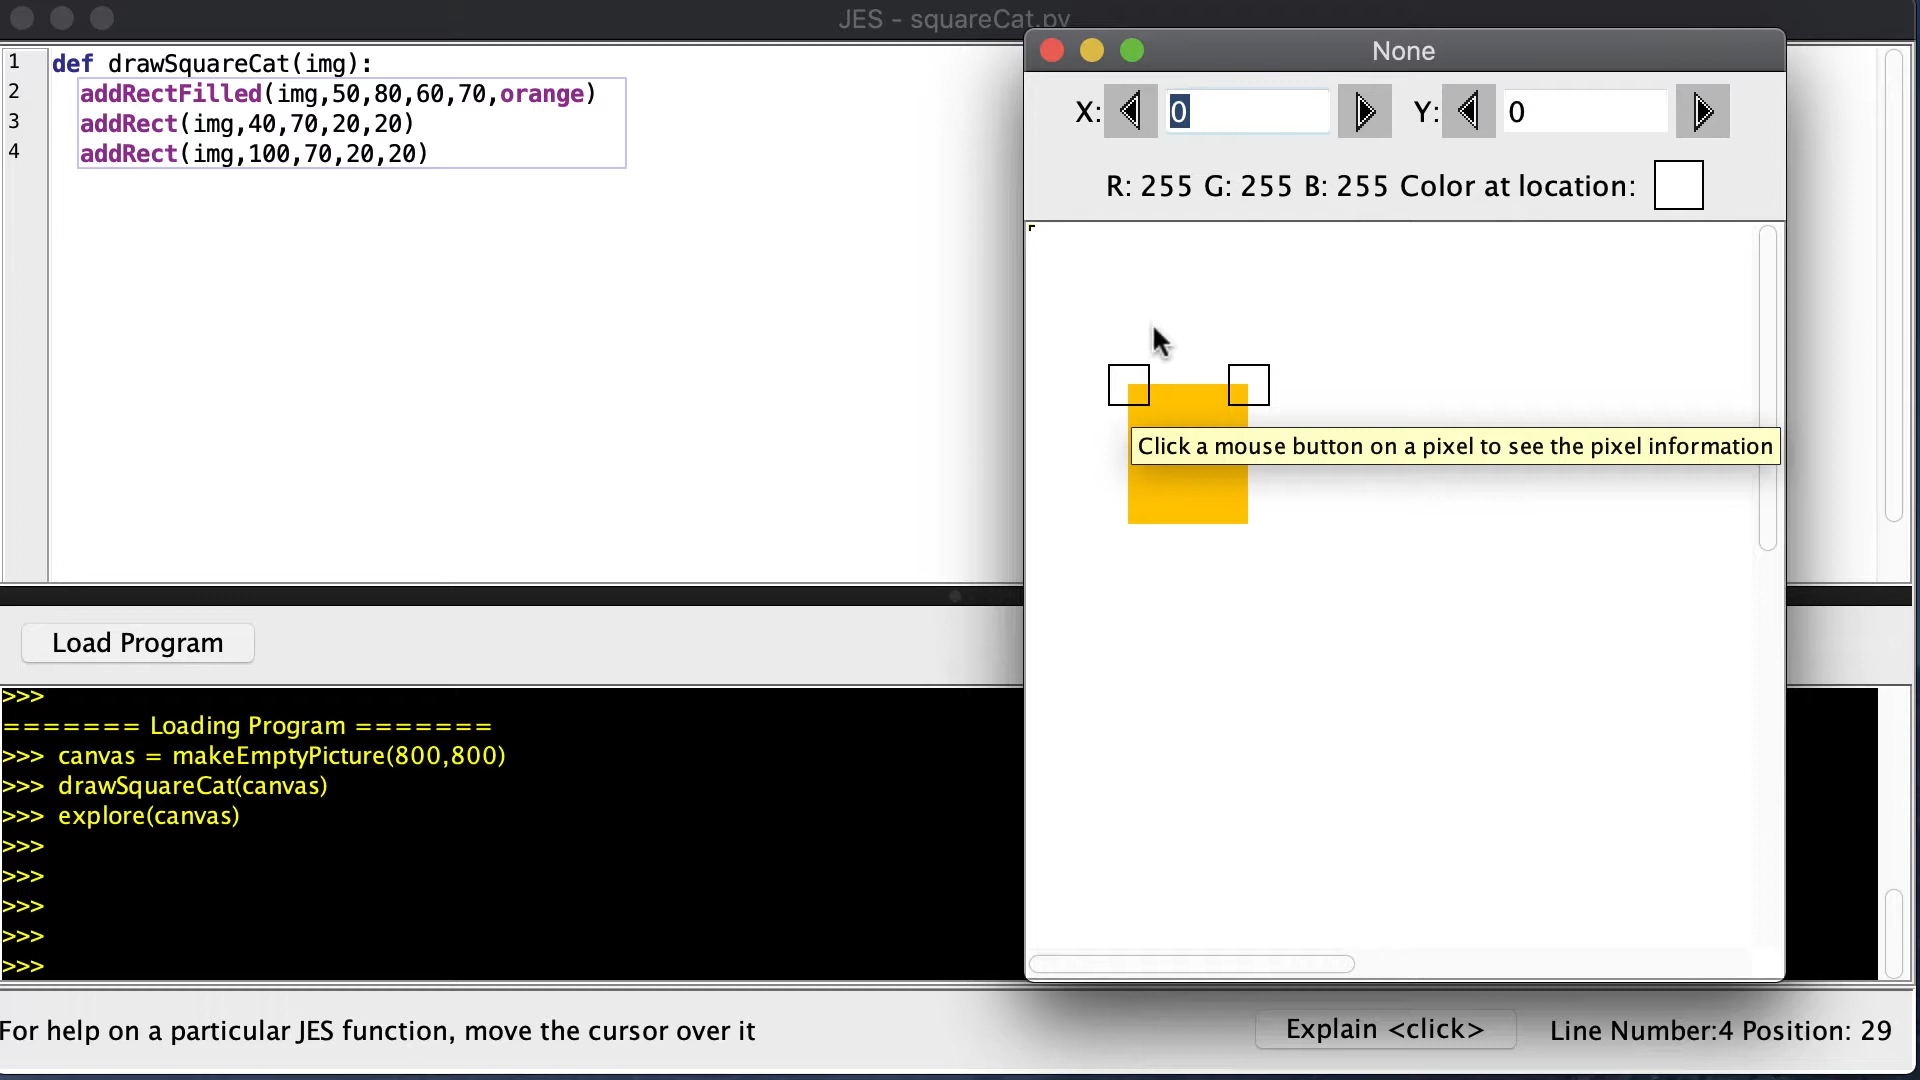 JES - squareCat.py
1 def drawSquareCat(img):
2 addRectFilled(img,50,80,60,70,orange)
3 addRect(img,40,70,20,20)
4 addRect(img,100,70,20,20)
Load Program
>>>
======= Loading Program =======
>>> canvas = makeEmptyPicture(800,800)
>>> drawSquareCat(canvas)
>>> explore(canvas)
>>>
>>>
>>>
>>>
>>>
For help on a particular JES function, move the cursor over it
Explain <click>
Line Number:4 Position: 29
None
X: 0 Y: 0
R: 255 G: 255 B: 255 Color at location:
Click a mouse button on a pixel to see the pixel information